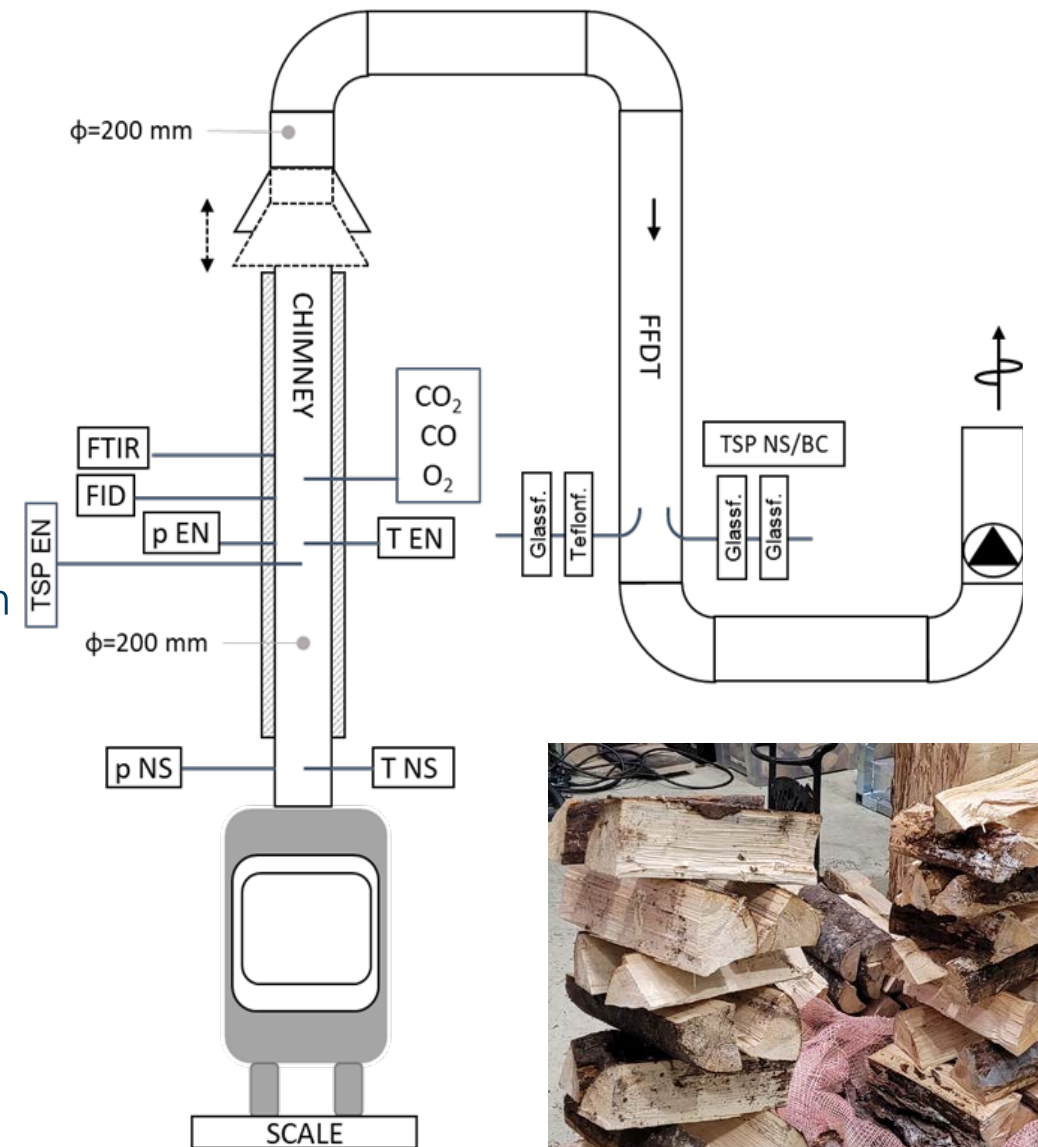 ϕ=200 mm
CHIMNEY
CO₂
CO
O₂
FTIR
FID
p EN
T EN
TSP EN
n
ϕ=200 mm
p NS
T NS
SCALE
FFDT
TSP NS/BC
Glassf.
Teflonf.
Glassf.
Glassf.